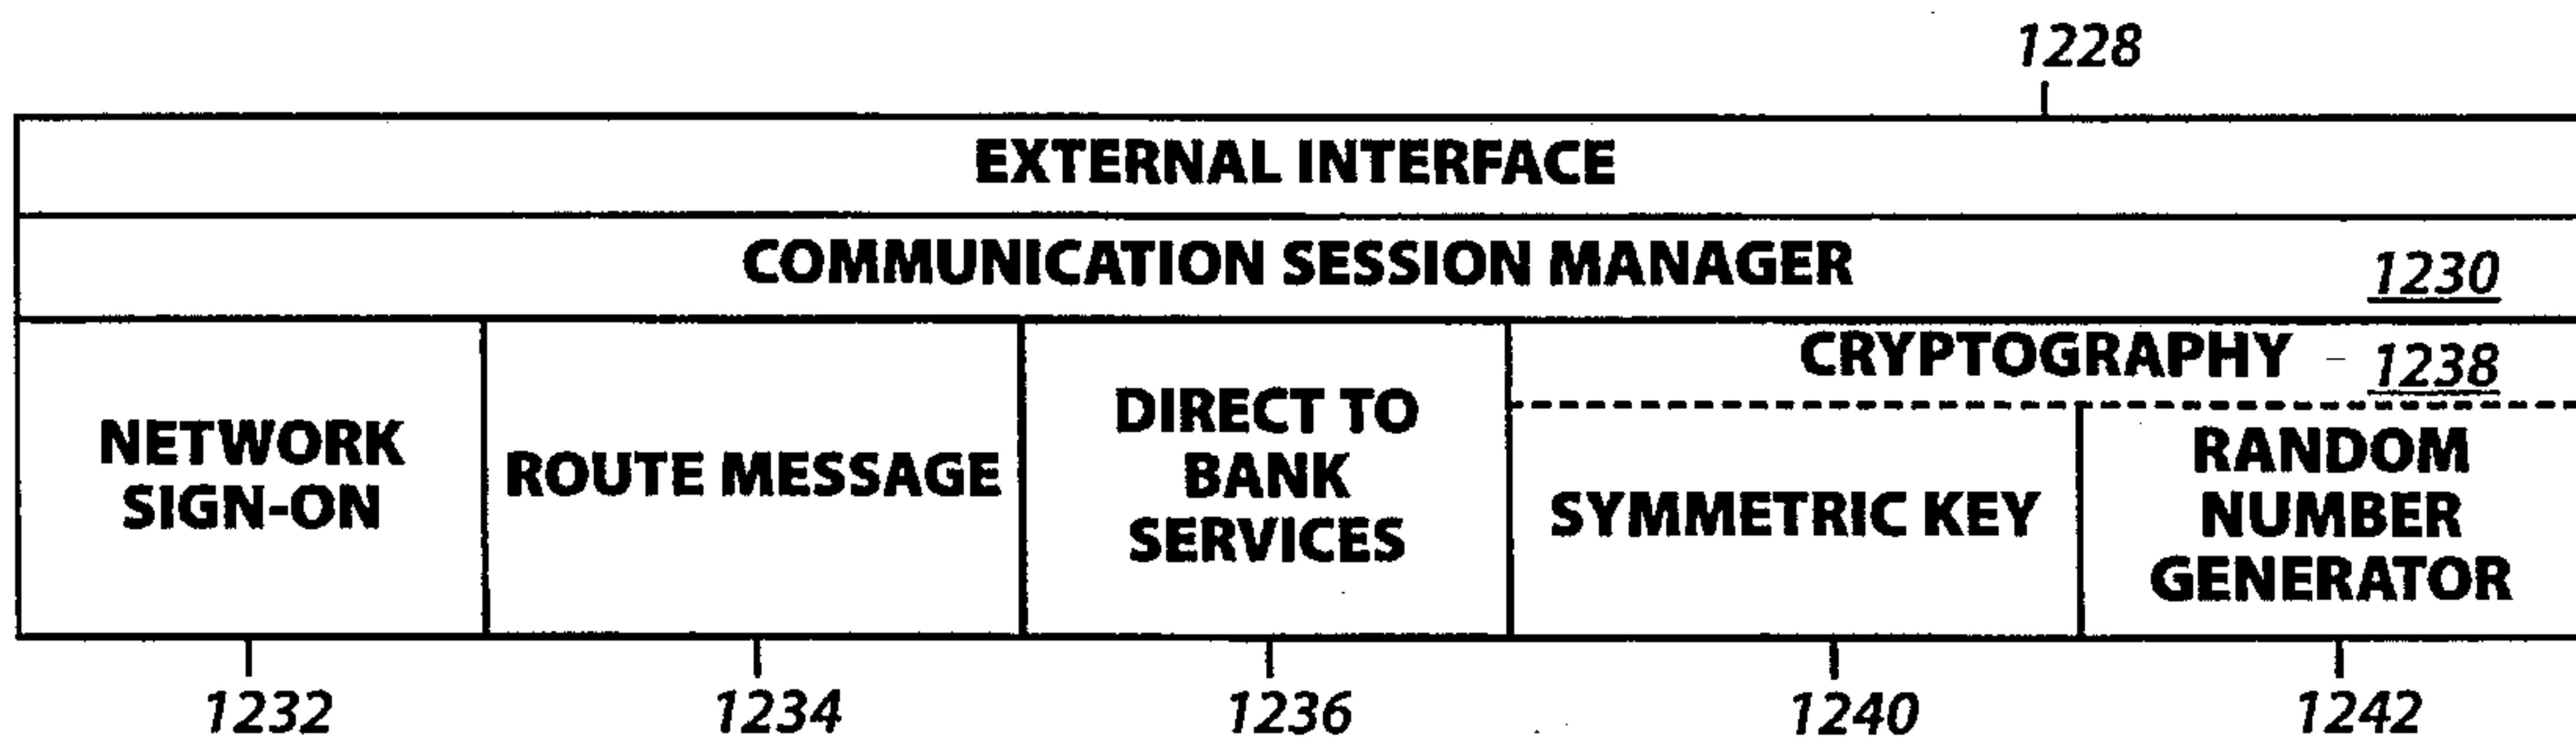 1228
EXTERNAL INTERFACE
COMMUNICATION SESSION MANAGER 1230
CRYPTOGRAPHY - 1238
NETWORK
SIGN-ON
ROUTE MESSAGE
DIRECT TO
BANK
SERVICES
SYMMETRIC KEY
RANDOM
NUMBER
GENERATOR
1232 1234 1236 1240 1242